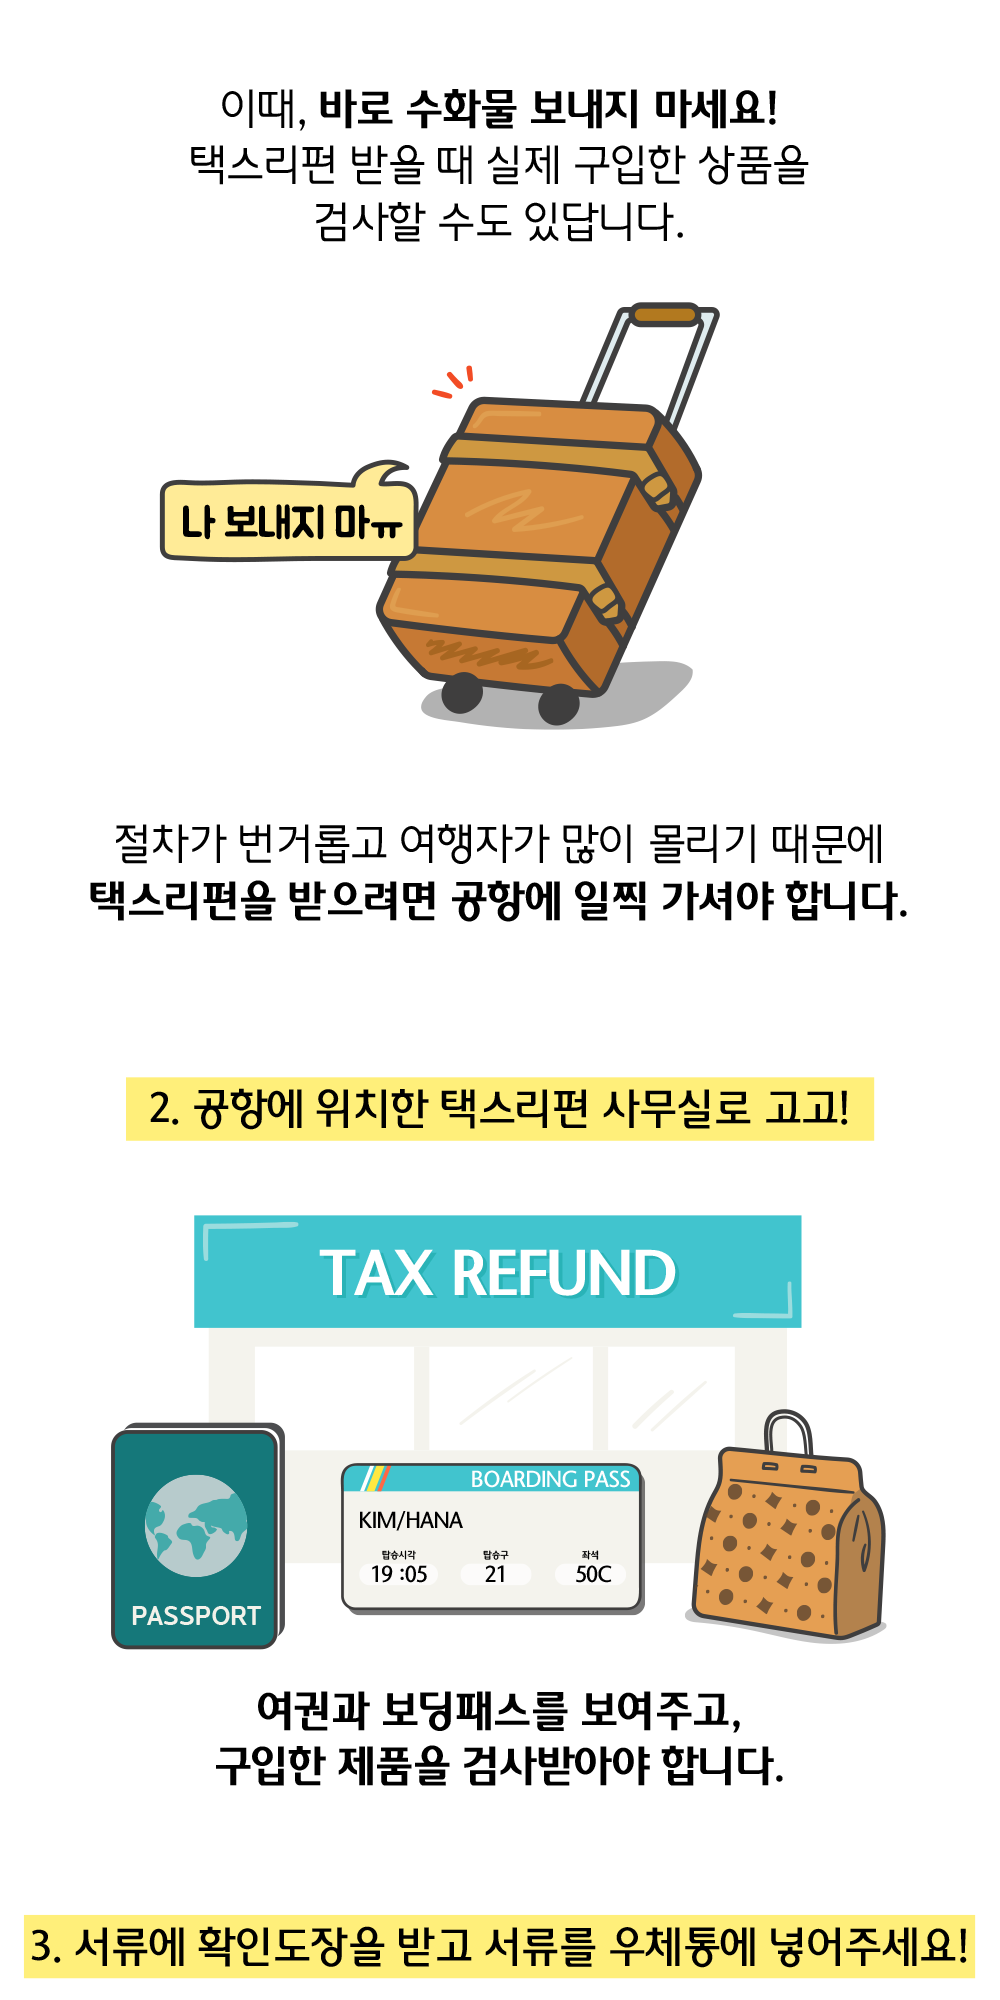 이때, 바로 수화물 보내지 마세요!
택스리펀 받을 때 실제 구입한 상품을
검사할 수도 있답니다.
나 보내지 마ㅠ
절차가 번거롭고 여행자가 많이 몰리기 때문에
택스리펀을 받으려면 공항에 일찍 가셔야 합니다.
2. 공항에 위치한 택스리펀 사무실로 고고!
TAX REFUND
PASSPORT
BOARDING PASS
KIM/HANA
탑승시각 탑승구 좌석
19 :05 21 50C
여권과 보딩패스를 보여주고,
구입한 제품을 검사받아야 합니다.
3. 서류에 확인도장을 받고 서류를 우체통에 넣어주세요!